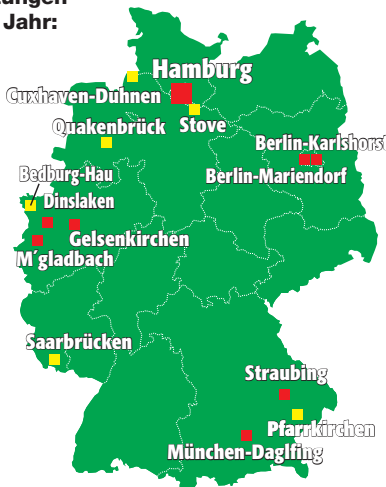 Jahr:
Hamburg
Cuxhaven-Duhnen
Quakenbrück
Stove
Berlin-Karlshorst
Berlin-Mariendorf
Bedburg-Hau
Dinslaken
Gelsenkirchen
M´gladbach
Saarbrücken
Straubing
Pfarrkirchen
München-Daglfing